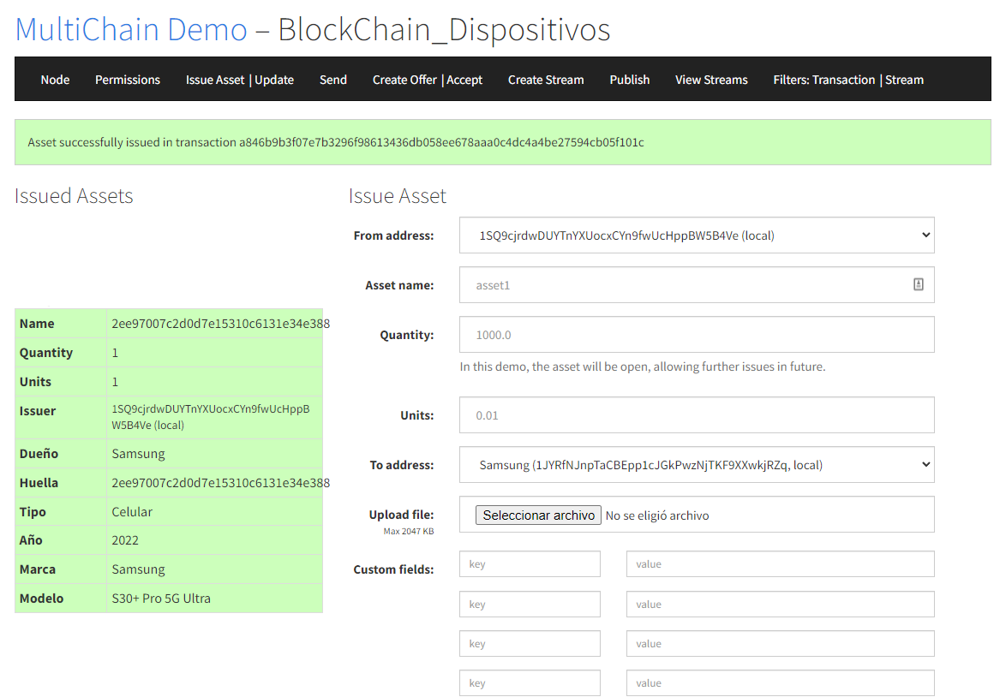 MultiChain Demo – BlockChain_Dispositivos
Node Permissions Issue Asset | Update Send Create Offer | Accept Create Stream Publish View Streams Filters: Transaction | Stream
Asset successfully issued in transaction a846b9b3f07e7b3296f98613436db058ee678aaa0c4dc4a4be27594cb05f101c
Issued Assets
Name 2ee97007c2d0d7e15310c6131e34e388
Quantity 1
Units 1
Issuer 1SQ9cjrdwDUYTnYXUocxCYn9fwUcHppB
W5B4Ve (local)
Dueño Samsung
Huella 2ee97007c2d0d7e15310c6131e34e388
Tipo Celular
Año 2022
Marca Samsung
Modelo S30+ Pro 5G Ultra
Issue Asset
From address: 1SQ9cjrdwDUYTnYXUocxCYn9fwUcHppBW5B4Ve (local)
Asset name: asset1
Quantity: 1000.0
In this demo, the asset will be open, allowing further issues in future.
Units: 0.01
To address: Samsung (1JYRfNJnpTaCBEpp1cJGkPwzNjTKF9XXwkjRZq, local)
Upload file: Seleccionar archivo No se eligió archivo
Max 2047 KB
Custom fields: key value
key value
key value
key value